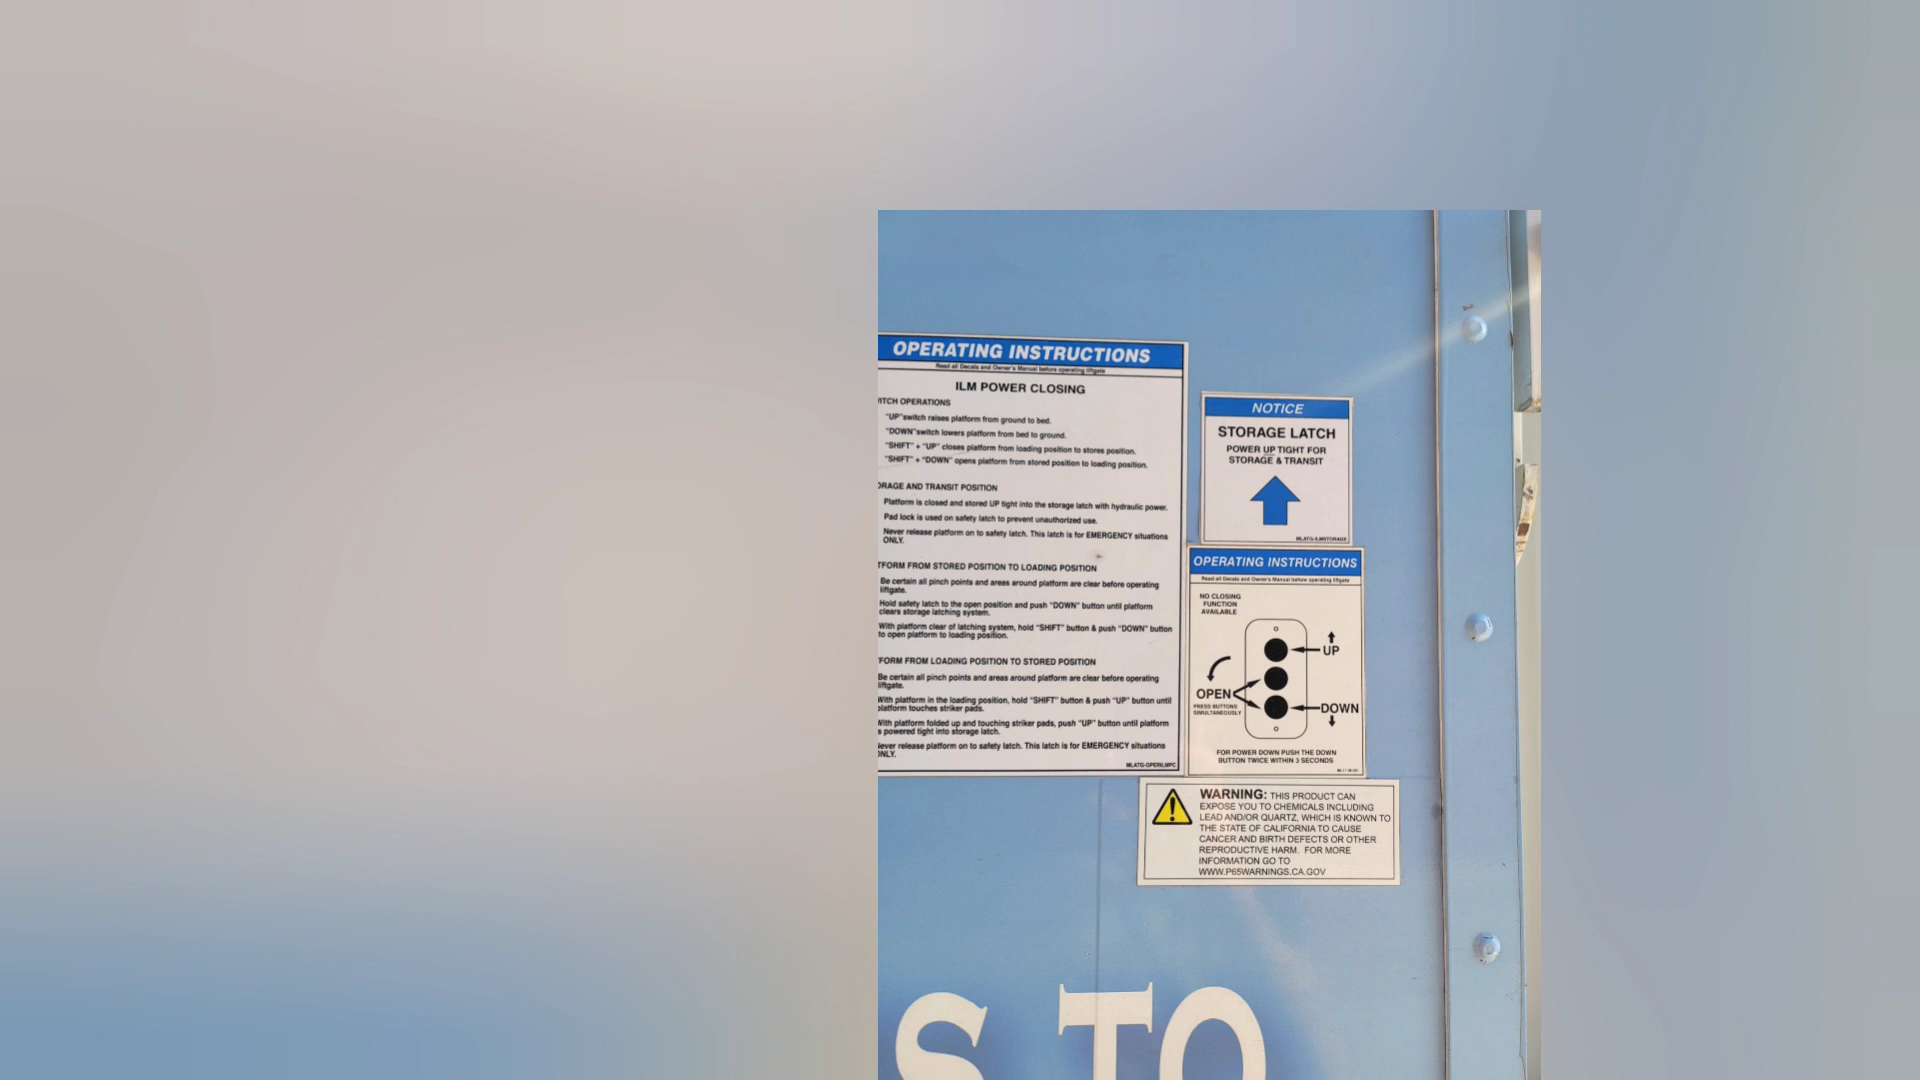 OPERATING INSTRUCTIONS
Read all Decals and Owner's Manual before operating liftgate
ILM POWER CLOSING
ITCH OPERATIONS
"UP"switch raises platform from ground to bed.
"DOWN"switch lowers platform from bed to ground.
"SHIFT" + "UP" closes platform from loading position to stores position.
"SHIFT" + "DOWN" opens platform from stored position to loading position.
ORAGE AND TRANSIT POSITION
Platform is closed and stored UP tight into the storage latch with hydraulic power.
Pad lock is used on safety latch to prevent unauthorized use.
Never release platform on to safety latch. This latch is for EMERGENCY situations
ONLY.
TFORM FROM STORED POSITION TO LOADING POSITION
Be certain all pinch points and areas around platform are clear before operating
liftgate.
Hold safety latch to the open position and push "DOWN" button until platform
clears storage latching system.
With platform clear of latching system, hold "SHIFT" button & push "DOWN" button
to open platform to loading position.
FORM FROM LOADING POSITION TO STORED POSITION
Be certain all pinch points and areas around platform are clear before operating
liftgate.
With platform in the loading position, hold "SHIFT" button & push "UP" button until
platform touches striker pads.
With platform folded up and touching striker pads, push "UP" button until platform
s powered tight into storage latch.
lever release platform on to safety latch. This latch is for EMERGENCY situations
ONLY.
MLATG-OPERILMPC
NOTICE
STORAGE LATCH
POWER UP TIGHT FOR
STORAGE & TRANSIT
MLATG-ILMSTORAGE
OPERATING INSTRUCTIONS
Read all Decals and Owner's Manual before operating liftgate
NO CLOSING
FUNCTION
AVAILABLE
UP
OPEN
PRESS BUTTONS
SIMULTANEOUSLY
DOWN
FOR POWER DOWN PUSH THE DOWN
BUTTON TWICE WITHIN 3 SECONDS
WARNING: THIS PRODUCT CAN
EXPOSE YOU TO CHEMICALS INCLUDING
LEAD AND/OR QUARTZ, WHICH IS KNOWN TO
THE STATE OF CALIFORNIA TO CAUSE
CANCER AND BIRTH DEFECTS OR OTHER
REPRODUCTIVE HARM. FOR MORE
INFORMATION GO TO
WWW.P65WARNINGS.CA.GOV
S TO